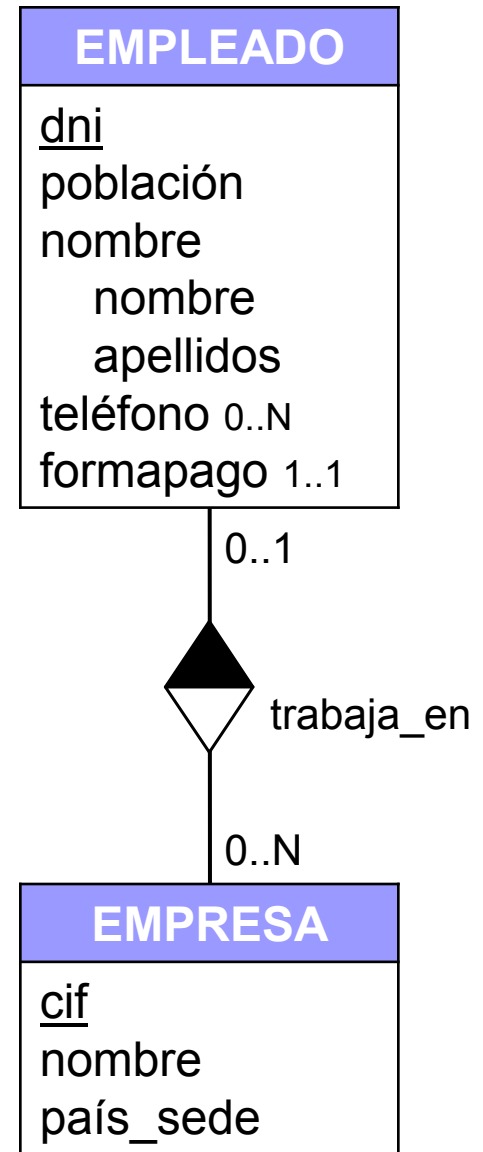 EMPLEADO
dni
población
nombre
nombre
apellidos
teléfono 0..N
formapago 1..1
0..1
trabaja_en
0..N
EMPRESA
cif
nombre
país_sede